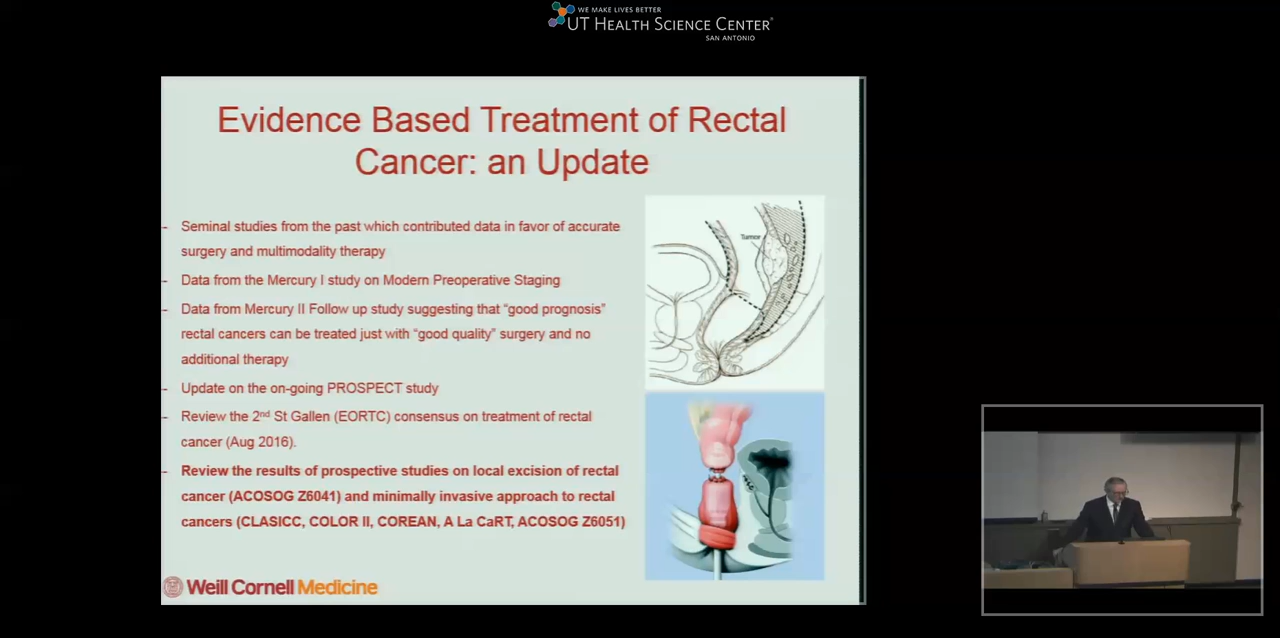 WE MAKE LIVES BETTER
UT HEALTH SCIENCE CENTER®
SAN ANTONIO
Evidence Based Treatment of Rectal
Cancer: an Update
- Seminal studies from the past which contributed data in favor of accurate
surgery and multimodality therapy
- Data from the Mercury I study on Modern Preoperative Staging
- Data from Mercury II Follow up study suggesting that “good prognosis”
rectal cancers can be treated just with “good quality” surgery and no
additional therapy
- Update on the on-going PROSPECT study
- Review the 2nd St Gallen (EORTC) consensus on treatment of rectal
cancer (Aug 2016).
- Review the results of prospective studies on local excision of rectal
cancer (ACOSOG Z6041) and minimally invasive approach to rectal
cancers (CLASICC, COLOR II, COREAN, A La CaRT, ACOSOG Z6051)
Tumor
Weill Cornell Medicine